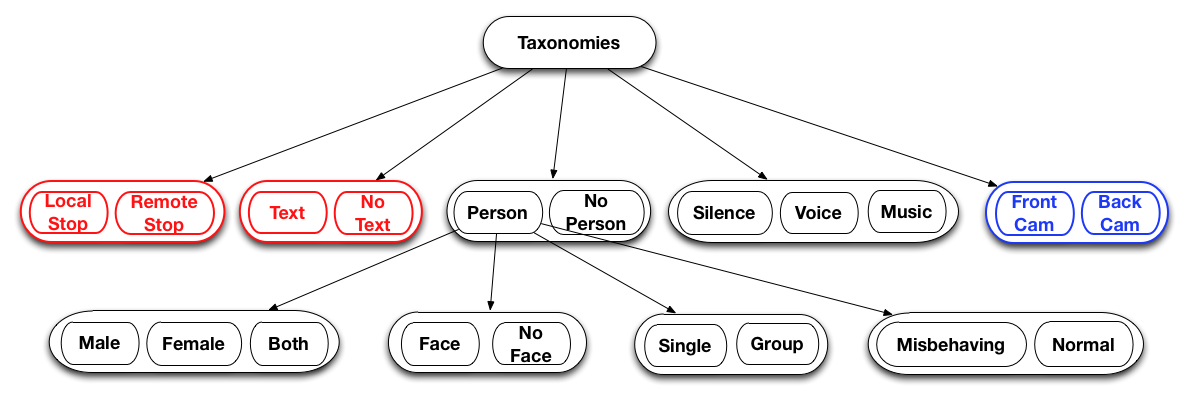 Taxonomies
Local
Stop
Remote
Stop
Text
No
Text
Person
No
Person
Silence
Voice
Music
Front
Cam
Back
Cam
Male
Female
Both
Face
No
Face
Single
Group
Misbehaving
Normal